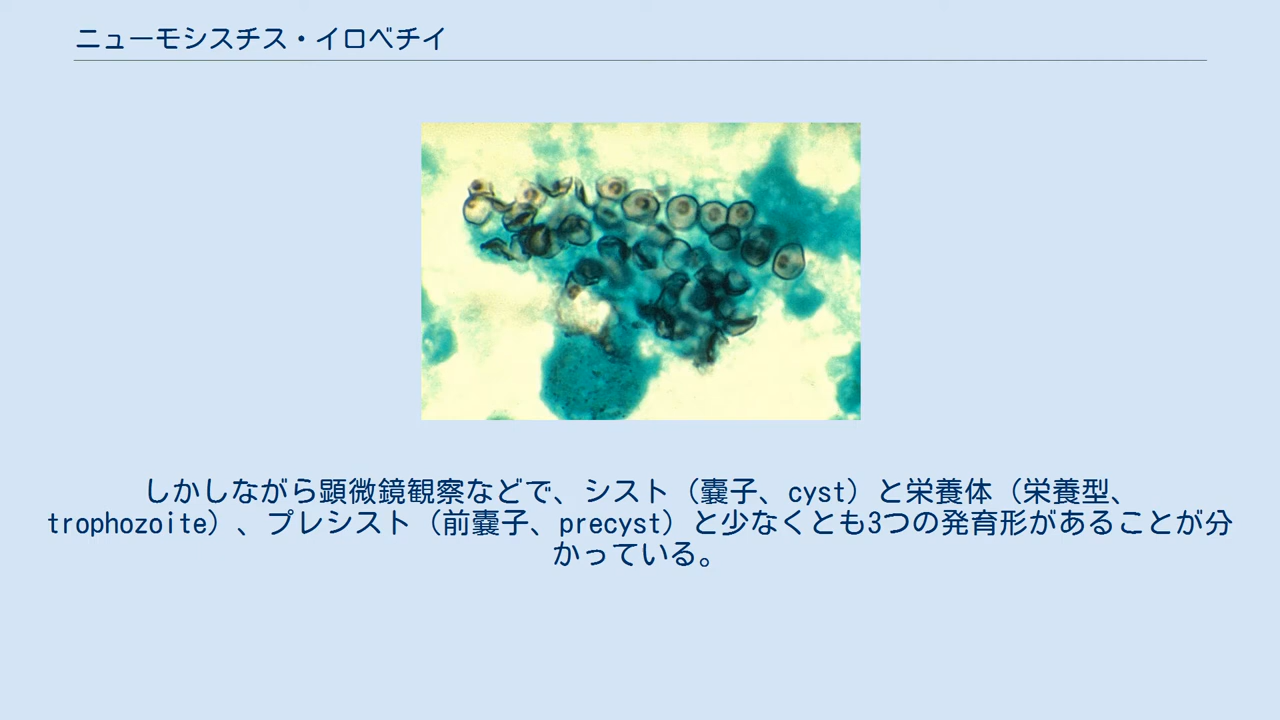 ニューモシスチス・イロベチイ
しかしながら顕微鏡観察などで、シスト（嚢子、cyst）と栄養体（栄養型、
trophozoite）、プレシスト（前嚢子、precyst）と少なくとも3つの発育形があることが分
かっている。